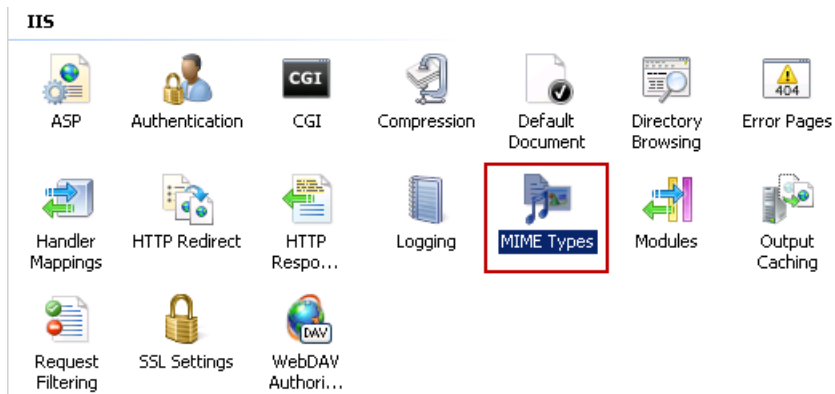 IIS
CGI
404
ASP
Authentication
CGI
Compression
Default
Document
Directory
Browsing
Error Pages
Handler
Mappings
HTTP Redirect
HTTP
Respo...
Logging
MIME Types
Modules
Output
Caching
DAV
Request
Filtering
SSL Settings
WebDAV
Authori...